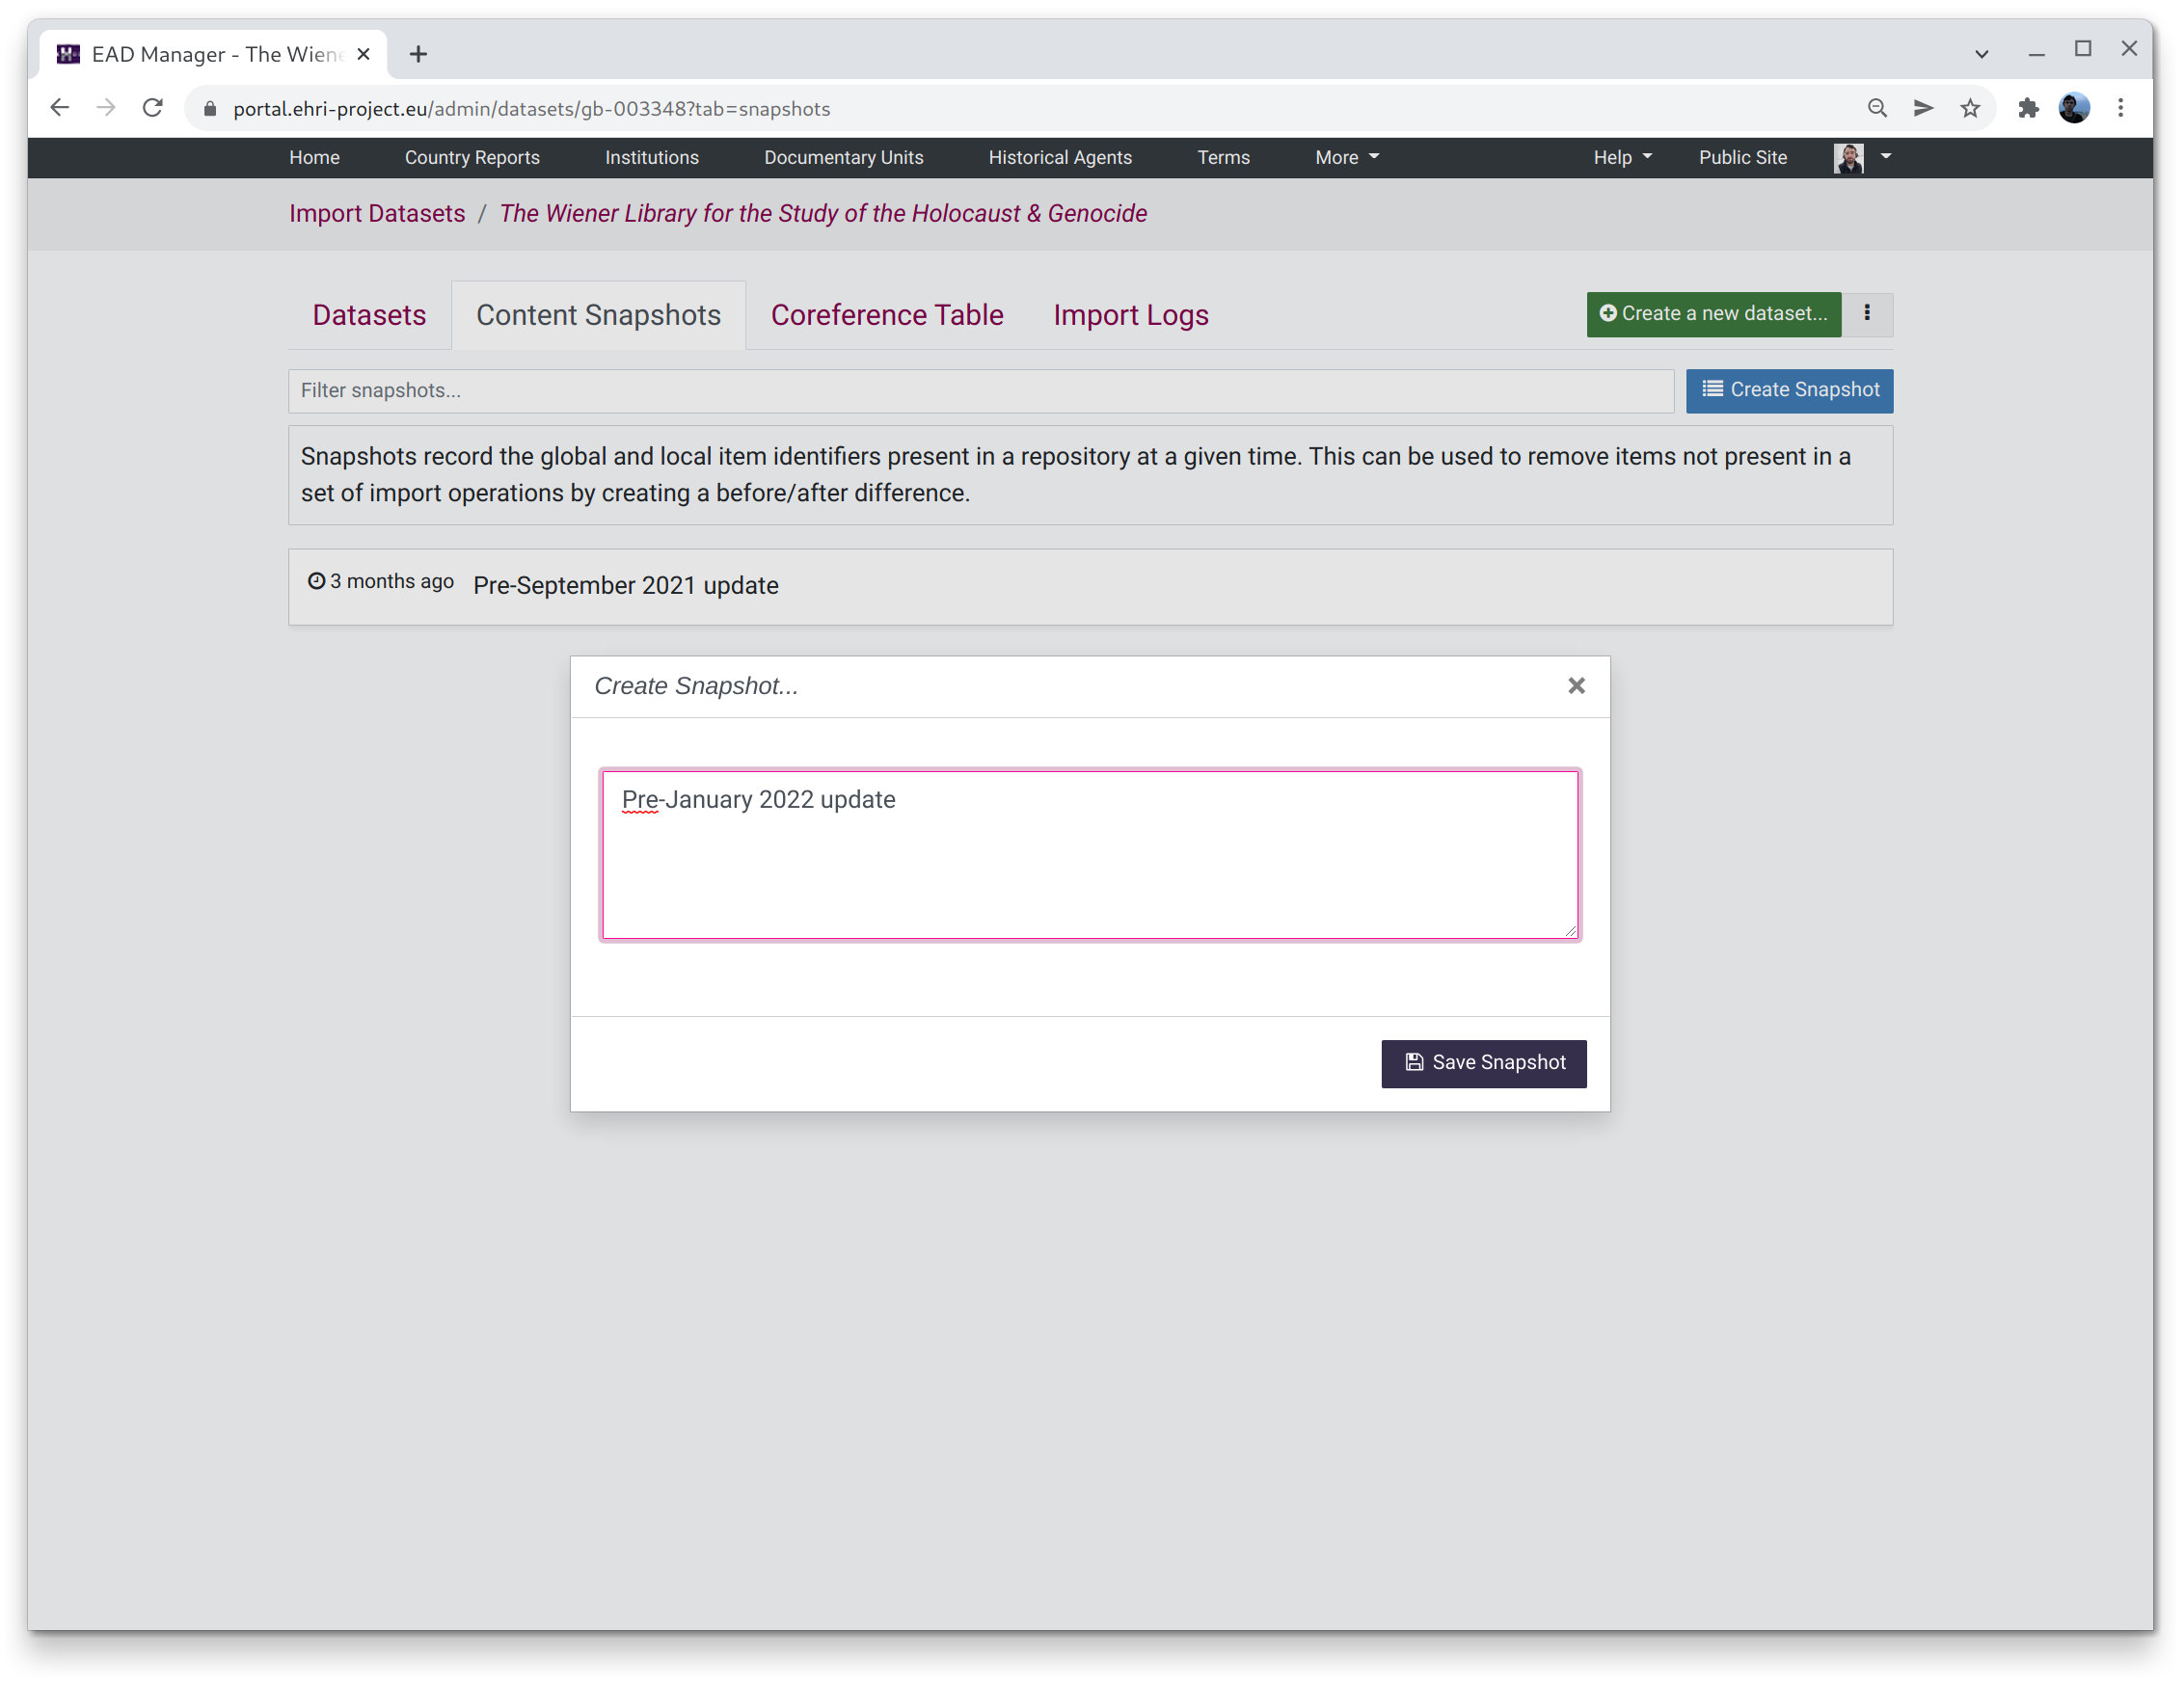 EAD Manager - The Wiene
portal.ehri-project.eu/admin/datasets/gb-003348?tab=snapshots
Home Country Reports Institutions Documentary Units Historical Agents Terms More Help Public Site
Import Datasets / The Wiener Library for the Study of the Holocaust & Genocide
Datasets Content Snapshots Coreference Table Import Logs Create a new dataset...
Filter snapshots... Create Snapshot
Snapshots record the global and local item identifiers present in a repository at a given time. This can be used to remove items not present in a
set of import operations by creating a before/after difference.
3 months ago Pre-September 2021 update
Create Snapshot...
Pre-January 2022 update
Save Snapshot